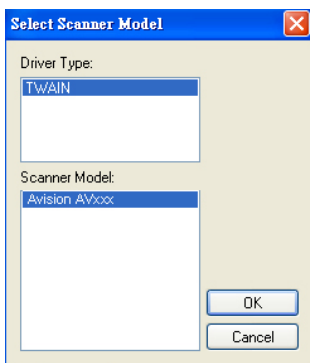 Select Scanner Model
Driver Type:
TWAIN
Scanner Model:
Avision AVxxx
OK
Cancel